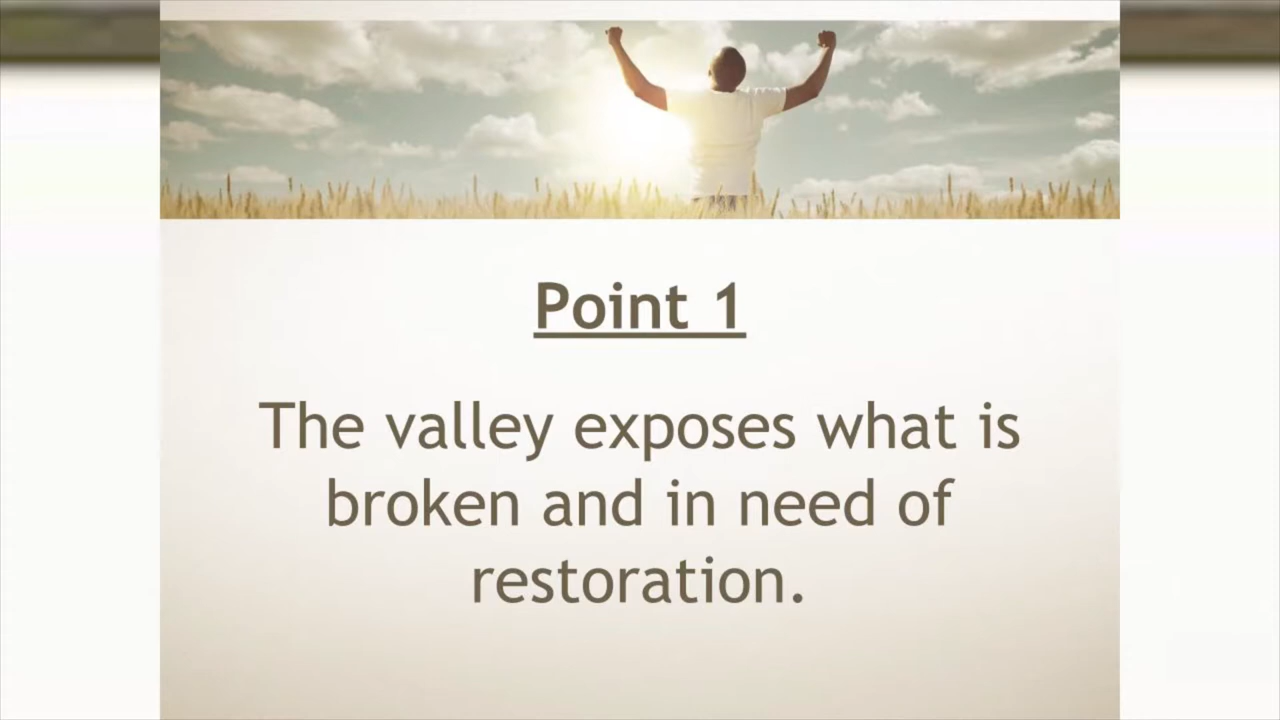 Point 1
The valley exposes what is
broken and in need of
restoration.